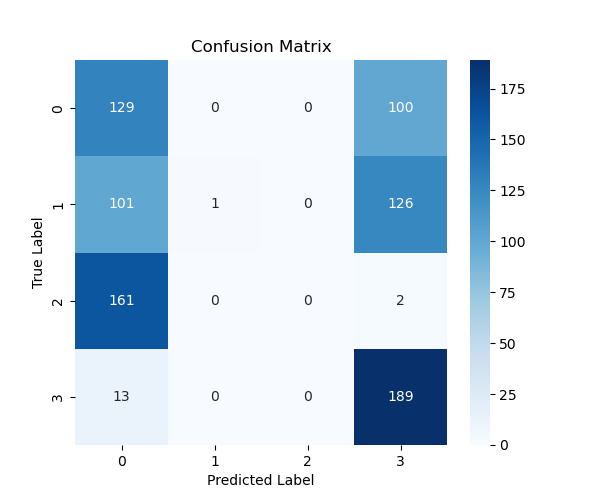 Confusion Matrix
True Label
0 129 0 0 100
1 101 1 0 126
2 161 0 0 2
3 13 0 0 189
0 1 2 3
Predicted Label
175
150
125
100
75
50
25
0